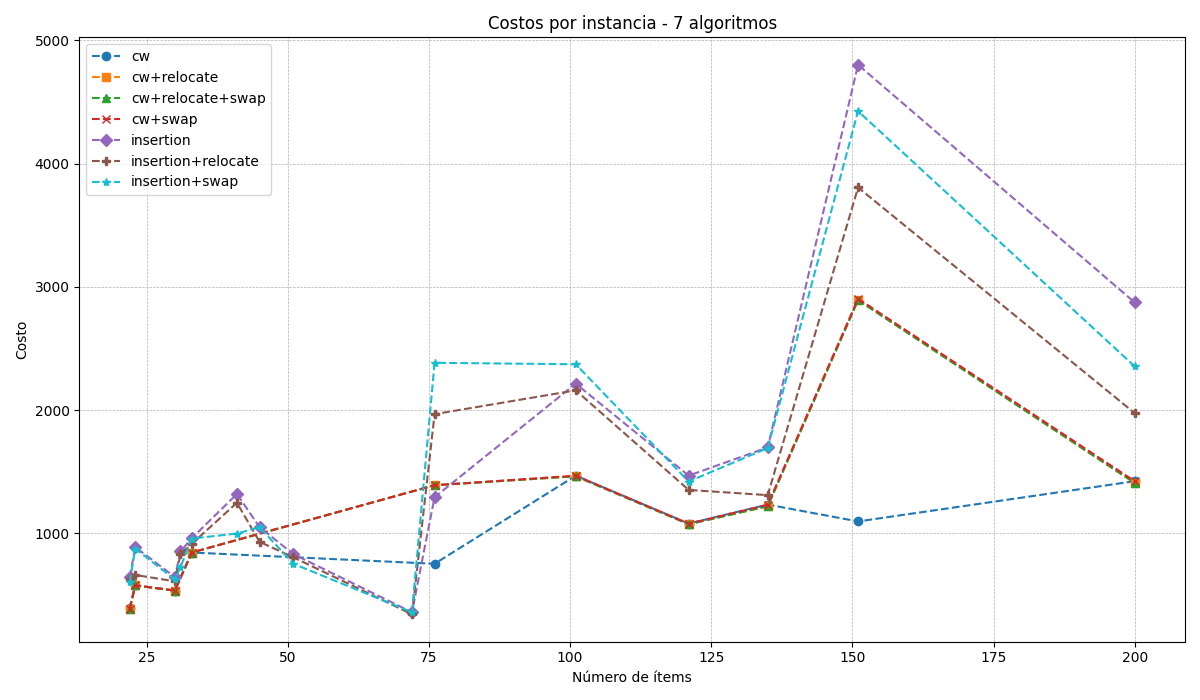 Costos por instancia - 7 algoritmos
5000
4000
3000
2000
1000
Costo
cw
cw+relocate
cw+relocate+swap
cw+swap
insertion
insertion+relocate
insertion+swap
25 50 75 100 125 150 175 200
Número de ítems